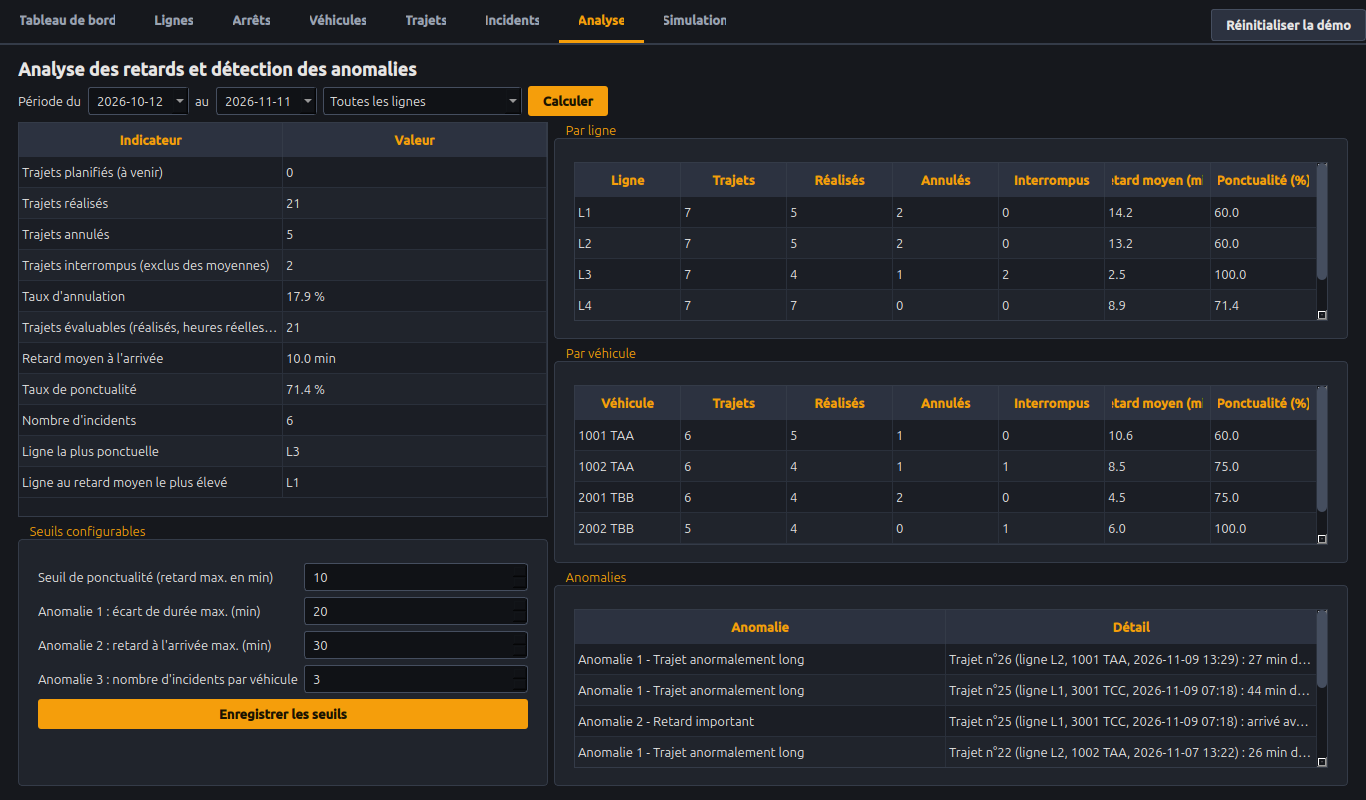 Tableau de bord Lignes Arrêts Véhicules Trajets Incidents Analyse Simulation Réinitialiser la démo
Analyse des retards et détection des anomalies
Période du 2026-10-12 au 2026-11-11 Toutes les lignes Calculer
Indicateur Valeur
Trajets planifiés (à venir) 0
Trajets réalisés 21
Trajets annulés 5
Trajets interrompus (exclus des moyennes) 2
Taux d'annulation 17.9 %
Trajets évaluables (réalisés, heures réelles… 21
Retard moyen à l'arrivée 10.0 min
Taux de ponctualité 71.4 %
Nombre d'incidents 6
Ligne la plus ponctuelle L3
Ligne au retard moyen le plus élevé L1
Seuils configurables
Seuil de ponctualité (retard max. en min) 10
Anomalie 1 : écart de durée max. (min) 20
Anomalie 2 : retard à l'arrivée max. (min) 30
Anomalie 3 : nombre d'incidents par véhicule 3
Enregistrer les seuils
Par ligne
Ligne Trajets Réalisés Annulés Interrompus etard moyen (mi Ponctualité (%)
L1 7 5 2 0 14.2 60.0
L2 7 5 2 0 13.2 60.0
L3 7 4 1 2 2.5 100.0
L4 7 7 0 0 8.9 71.4
Par véhicule
Véhicule Trajets Réalisés Annulés Interrompus etard moyen (mi Ponctualité (%)
1001 TAA 6 5 1 0 10.6 60.0
1002 TAA 6 4 1 1 8.5 75.0
2001 TBB 6 4 2 0 4.5 75.0
2002 TBB 5 4 0 1 6.0 100.0
Anomalies
Anomalie Détail
Anomalie 1 - Trajet anormalement long Trajet n°26 (ligne L2, 1001 TAA, 2026-11-09 13:29) : 27 min d…
Anomalie 1 - Trajet anormalement long Trajet n°25 (ligne L1, 3001 TCC, 2026-11-09 07:18) : 44 min d…
Anomalie 2 - Retard important Trajet n°25 (ligne L1, 3001 TCC, 2026-11-09 07:18) : arrivé av…
Anomalie 1 - Trajet anormalement long Trajet n°22 (ligne L2, 1002 TAA, 2026-11-07 13:22) : 26 min d…